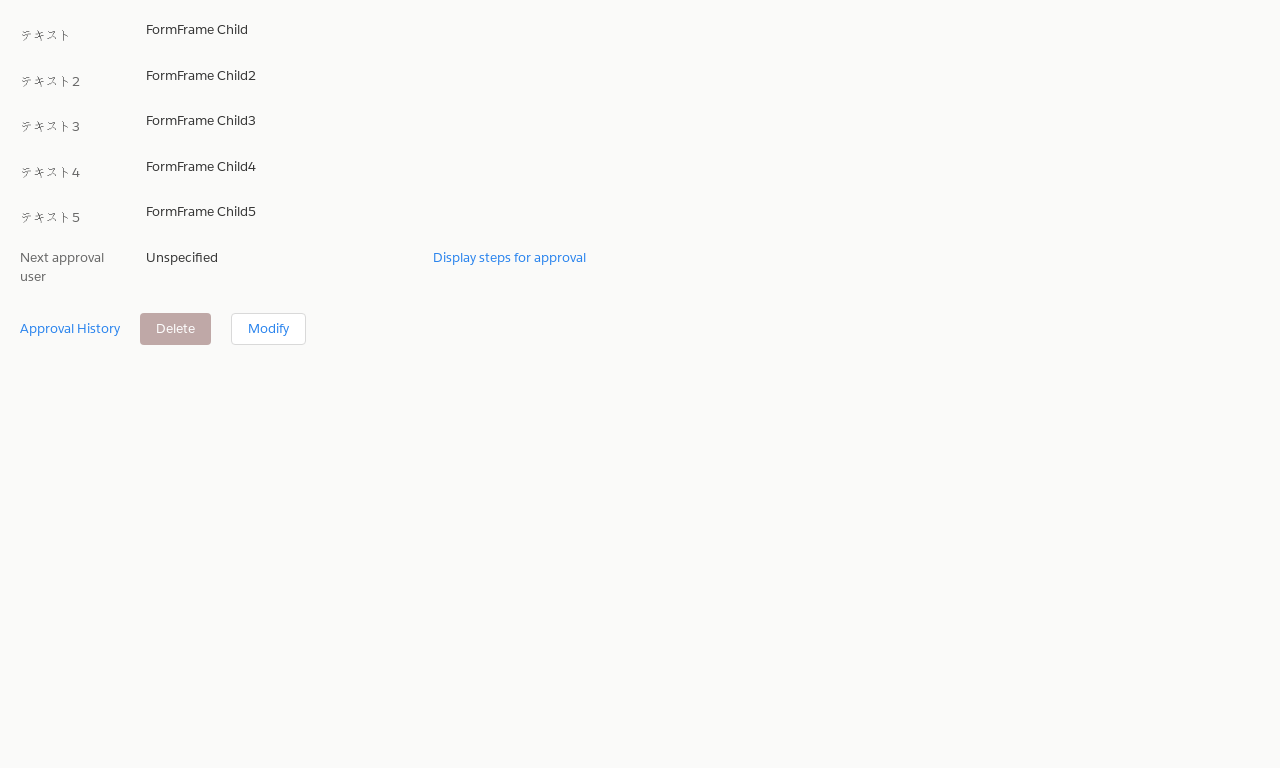 テキスト FormFrame Child
テキスト2 FormFrame Child2
テキスト3 FormFrame Child3
テキスト4 FormFrame Child4
テキスト5 FormFrame Child5
Next approval user Unspecified Display steps for approval
Approval History Delete Modify